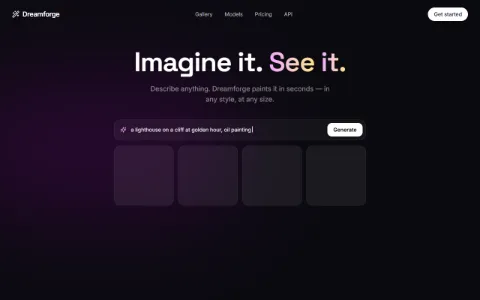 Dreamforge
Gallery
Models
Pricing
API
Get started
Imagine it. See it.
Describe anything. Dreamforge paints it in seconds — in
any style, at any size.
a lighthouse on a cliff at golden hour, oil painting
Generate